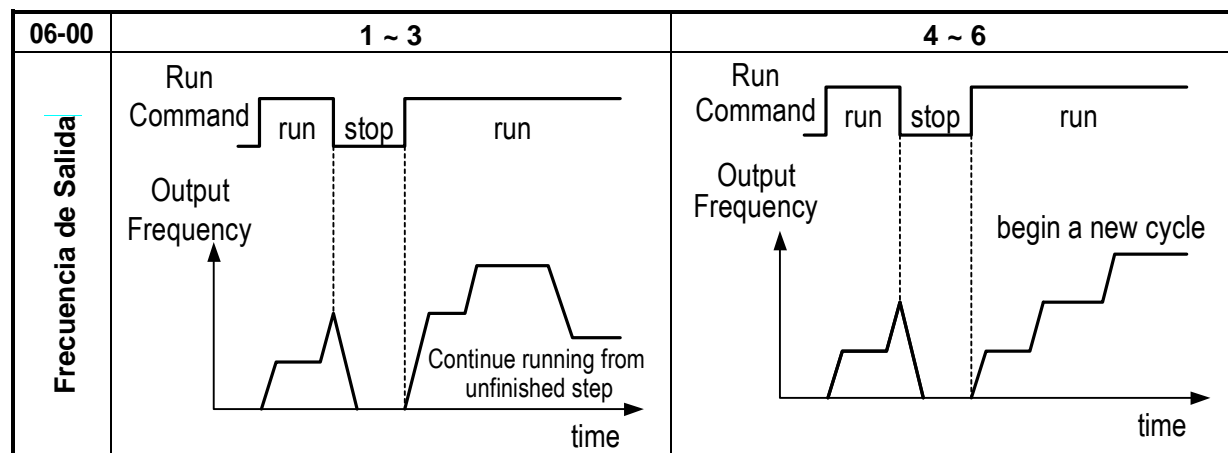 06-00
1 ~ 3
4 ~ 6
Frecuencia de Salida
Run
Command
run
stop
run
Output
Frequency
Continue running from
unfinished step
time
Run
Command
run
stop
run
Output
Frequency
begin a new cycle
time